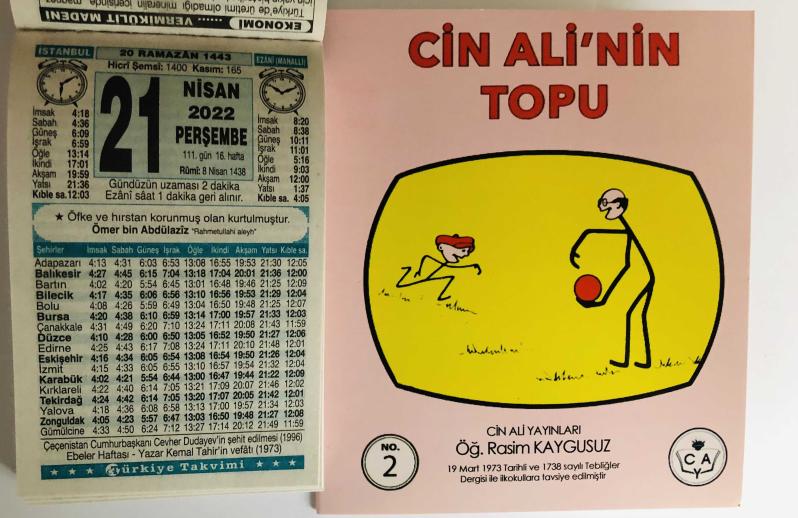 EKONOMİ ....... VERMİKÜLİT MADENİ
İSTANBUL
20 RAMAZÂN 1443
Hicrî Şemsî: 1400 Kasım: 165
EZÂNÎ (MAHALLİ)
21
NİSAN
2022
PERŞEMBE
111. gün 16. hafta
Rûmî: 8 Nisan 1438
İmsak 4:18
Sabah 4:36
Güneş 6:09
İşrak 6:59
Öğle 13:14
İkindi 17:01
Akşam 19:59
Yatsı 21:36
Kıble sa. 12:03
İmsak 8:20
Sabah 8:38
Güneş 10:11
İşrak 11:01
Öğle 5:16
İkindi 9:03
Akşam 12:00
Yatsı 1:37
Kıble sa. 4:05
Gündüzün uzaması 2 dakika
Ezânî sâat 1 dakika geri alınır.
★ Öfke ve hırstan korunmuş olan kurtulmuştur.
Ömer bin Abdülazîz "Rahmetullahi aleyh"
Şehirler İmsak Sabah Güneş İşrak Öğle İkindi Akşam Yatsı Kıble sa.
Adapazarı 4:13 4:31 6:03 6:53 13:08 16:55 19:53 21:30 12:05
Balıkesir 4:27 4:45 6:15 7:04 13:18 17:04 20:01 21:36 12:00
Bartın 4:02 4:20 5:54 6:45 13:01 16:48 19:46 21:25 12:09
Bilecik 4:17 4:35 6:06 6:56 13:10 16:56 19:53 21:29 12:04
Bolu 4:08 4:26 5:59 6:49 13:04 16:50 19:48 21:25 12:07
Bursa 4:20 4:38 6:10 6:59 13:14 17:00 19:57 21:33 12:03
Çanakkale 4:31 4:49 6:20 7:10 13:24 17:11 20:08 21:43 11:59
Düzce 4:10 4:28 6:00 6:50 13:05 16:52 19:50 21:27 12:06
Edirne 4:25 4:43 6:17 7:08 13:24 17:11 20:10 21:48 12:01
Eskişehir 4:16 4:34 6:05 6:54 13:08 16:54 19:50 21:26 12:04
İzmit 4:15 4:33 6:05 6:55 13:10 16:57 19:54 21:32 12:04
Karabük 4:02 4:21 5:54 6:44 13:00 16:47 19:44 21:22 12:09
Kırklareli 4:22 4:40 6:14 7:05 13:21 17:09 20:07 21:46 12:02
Tekirdağ 4:24 4:42 6:14 7:05 13:20 17:07 20:05 21:42 12:01
Yalova 4:18 4:36 6:08 6:58 13:13 17:00 19:57 21:34 12:03
Zonguldak 4:05 4:23 5:57 6:47 13:03 16:50 19:48 21:27 12:08
Gümülcine 4:33 4:50 6:24 7:12 13:27 17:14 20:12 21:49 11:59
Çeçenistan Cumhurbaşkanı Cevher Dudayev'in şehit edilmesi (1996)
Ebeler Haftası - Yazar Kemal Tahir'in vefâtı (1973)
Türkiye Takvimi
CİN ALİ'NİN
TOPU
CİN ALİ YAYINLARI
Öğ. Rasim KAYGUSUZ
19 Mart 1973 Tarihli ve 1738 sayılı Tebliğler
Dergisi ile ilkokullara tavsiye edilmiştir
NO.
2
C A
Y